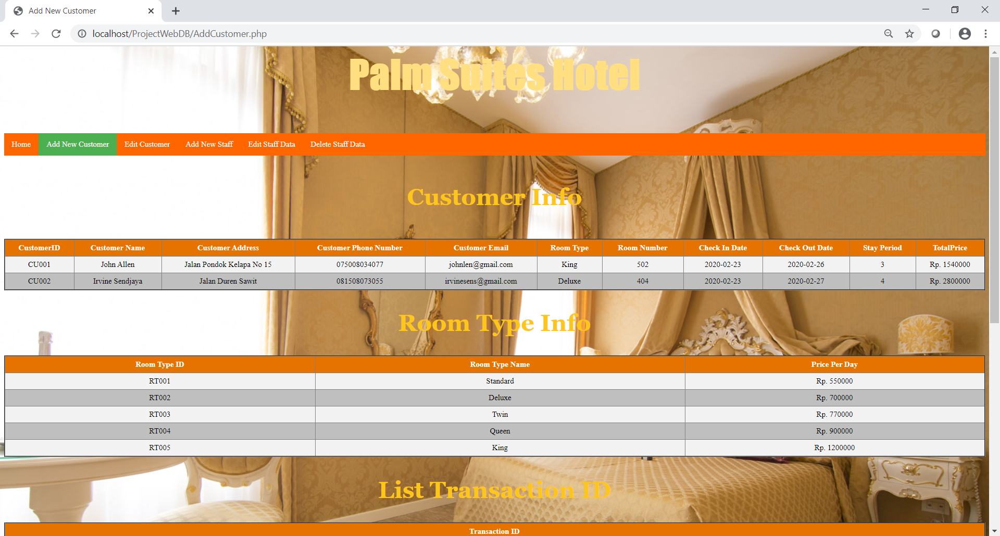 Add New Customer
localhost/ProjectWebDB/AddCustomer.php
Palm Suites Hotel
Home Add New Customer Edit Customer Add New Staff Edit Staff Data Delete Staff Data
Customer Info
CustomerID Customer Name Customer Address Customer Phone Number Customer Email Room Type Room Number Check In Date Check Out Date Stay Period TotalPrice
CU001 John Allen Jalan Pondok Kelapa No 15 075008034077 johnlen@gmail.com King 502 2020-02-23 2020-02-26 3 Rp. 1540000
CU002 Irvine Sendjaya Jalan Duren Sawit 081508073055 irvinesens@gmail.com Deluxe 404 2020-02-23 2020-02-27 4 Rp. 2800000
Room Type Info
Room Type ID Room Type Name Price Per Day
RT001 Standard Rp. 550000
RT002 Deluxe Rp. 700000
RT003 Twin Rp. 770000
RT004 Queen Rp. 900000
RT005 King Rp. 1200000
List Transaction ID
Transaction ID